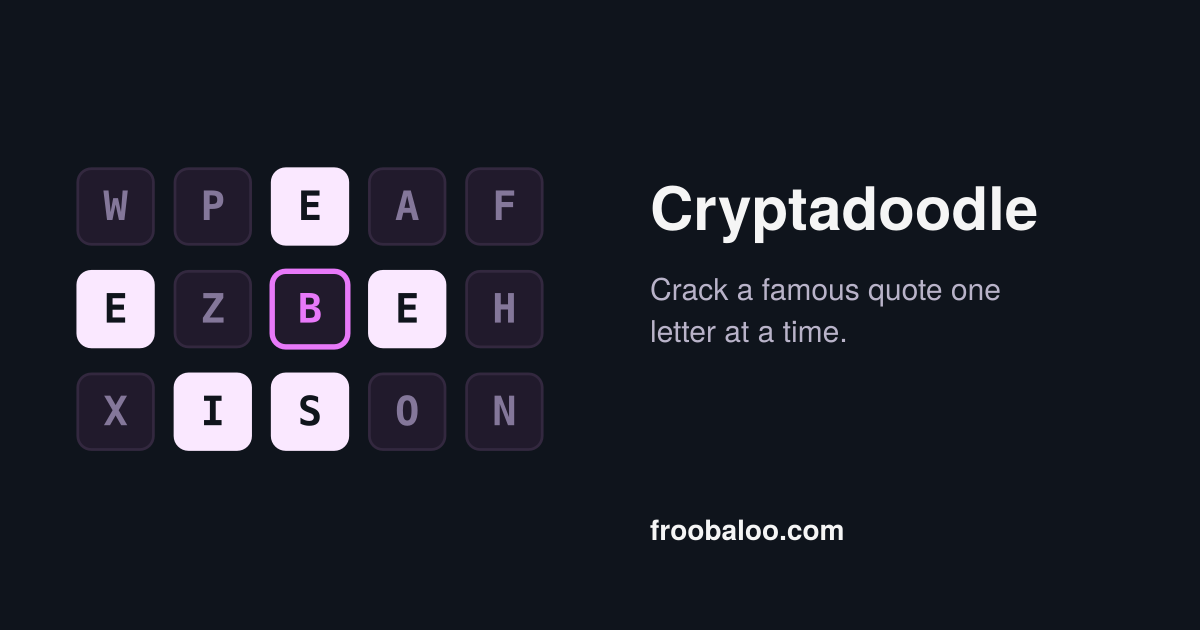 W P E A F
E Z B E H
X I S O N
Cryptadoodle
Crack a famous quote one
letter at a time.
froobaloo.com